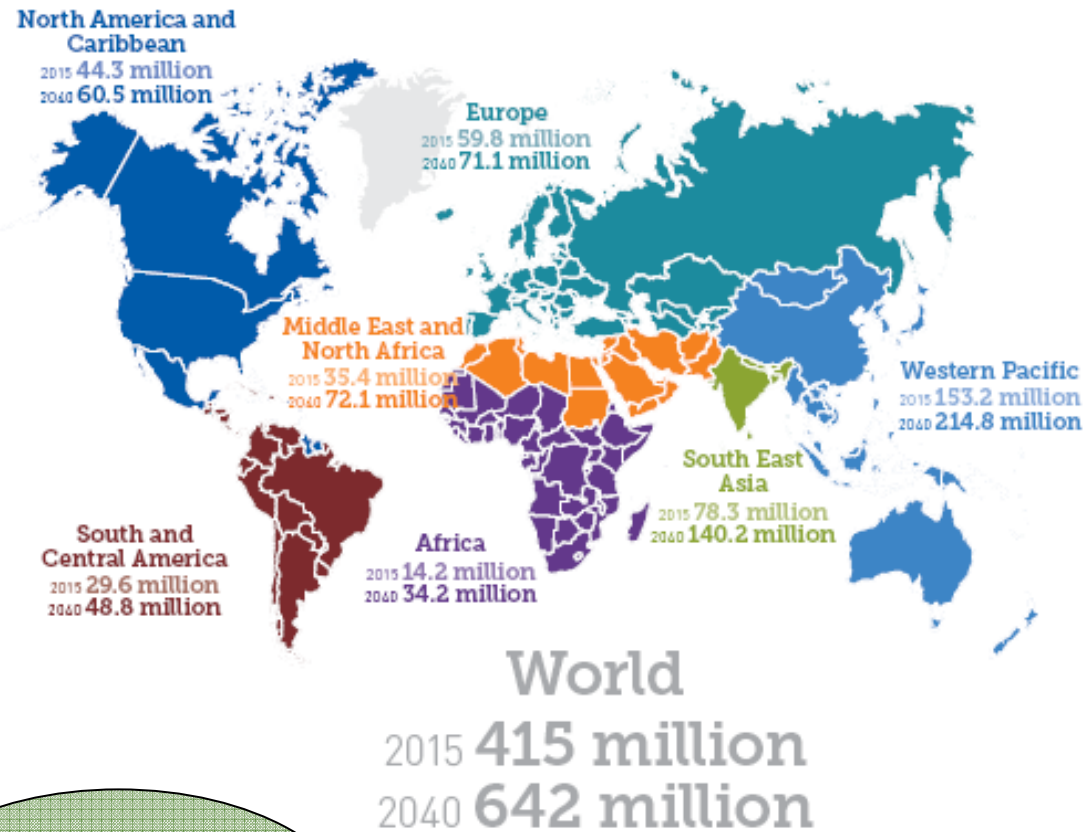 North America and
Caribbean
2015 44.3 million
2040 60.5 million
Europe
2015 59.8 million
2040 71.1 million
Middle East and
North Africa
2015 35.4 million
2040 72.1 million
Western Pacific
2015 153.2 million
2040 214.8 million
South East
Asia
2015 78.3 million
2040 140.2 million
South and
Central America
2015 29.6 million
2040 48.8 million
Africa
2015 14.2 million
2040 34.2 million
World
2015 415 million
2040 642 million